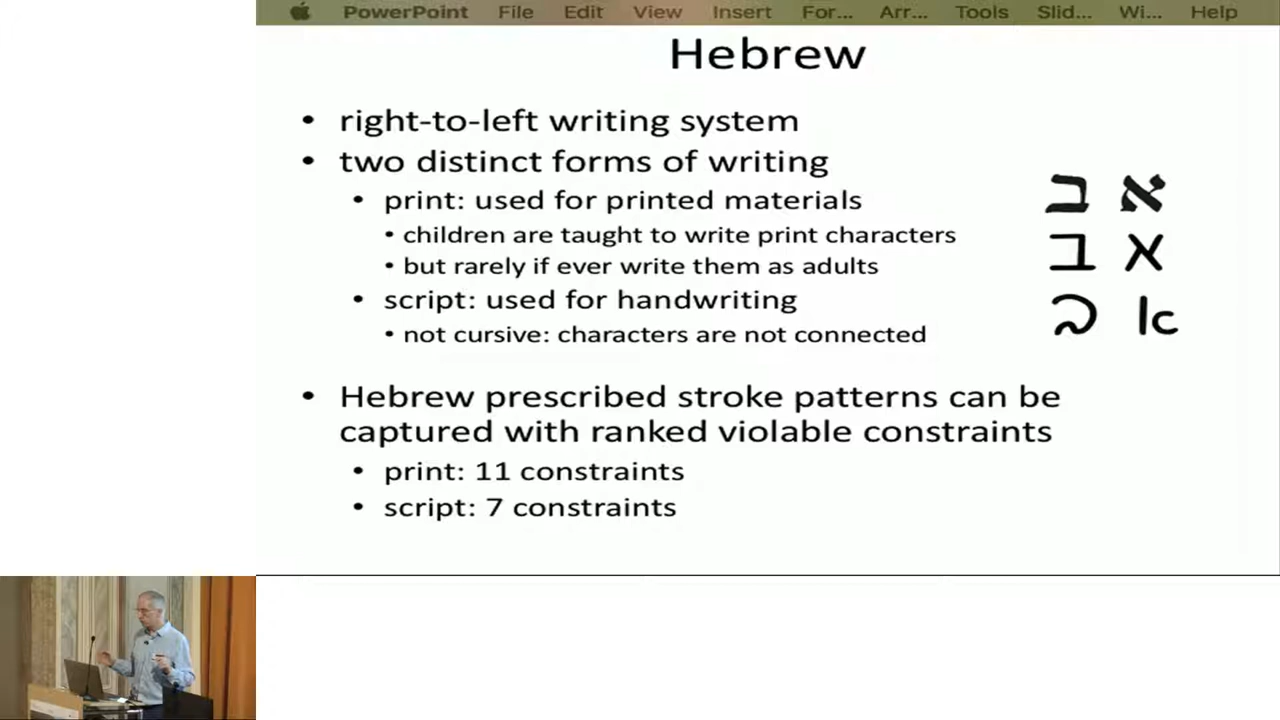 PowerPoint File Edit View Insert For... Arr... Tools Slid... Wi... Help
Hebrew
• right-to-left writing system
• two distinct forms of writing
• print: used for printed materials
• children are taught to write print characters
• but rarely if ever write them as adults
• script: used for handwriting
• not cursive: characters are not connected
• Hebrew prescribed stroke patterns can be
captured with ranked violable constraints
• print: 11 constraints
• script: 7 constraints
א ב
א ב
א ב